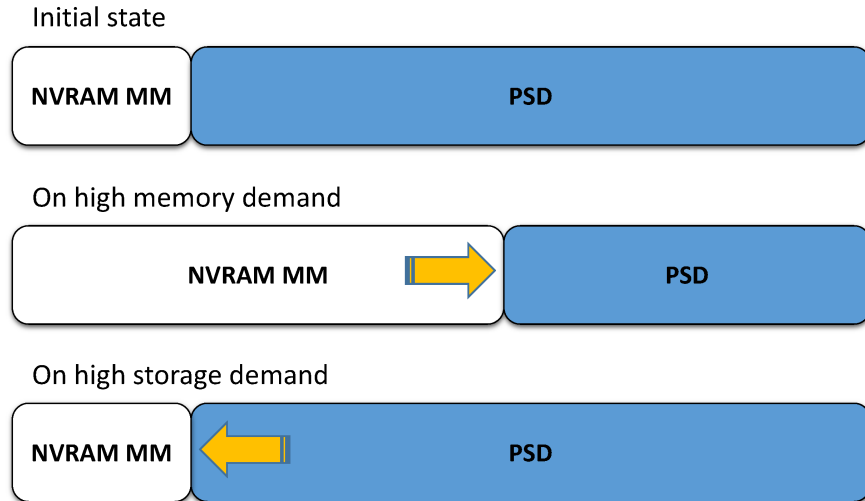 Initial state
NVRAM MM PSD
On high memory demand
NVRAM MM PSD
On high storage demand
NVRAM MM PSD